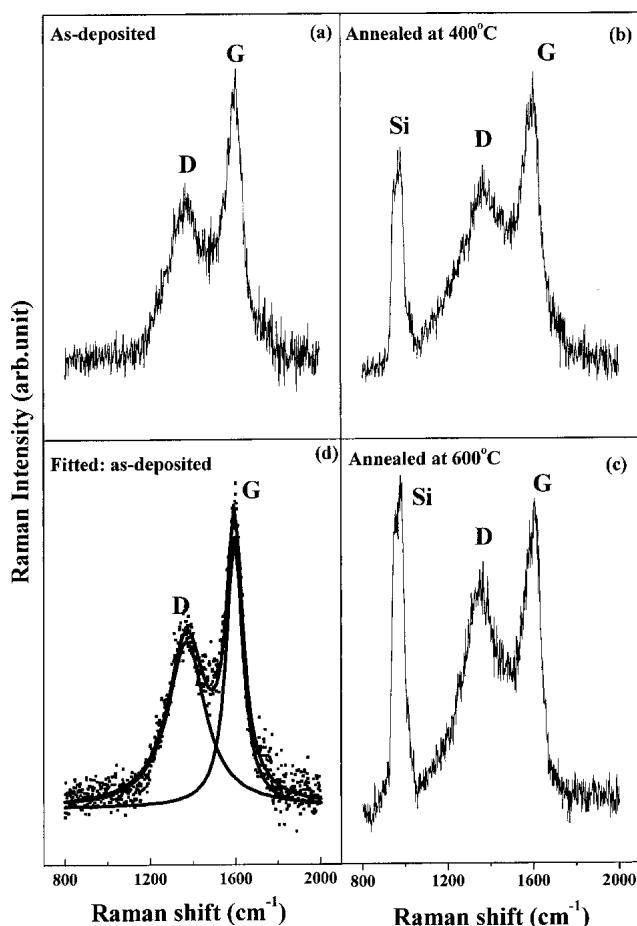 As-deposited (a)
D
G
Annealed at 400°C (b)
Si
D
G
Fitted: as-deposited (d)
D
G
Annealed at 600°C (c)
Si
D
G
Raman Intensity (arb.unit)
800 1200 1600 2000
800 1200 1600 2000
Raman shift (cm⁻¹)
Raman shift (cm⁻¹)